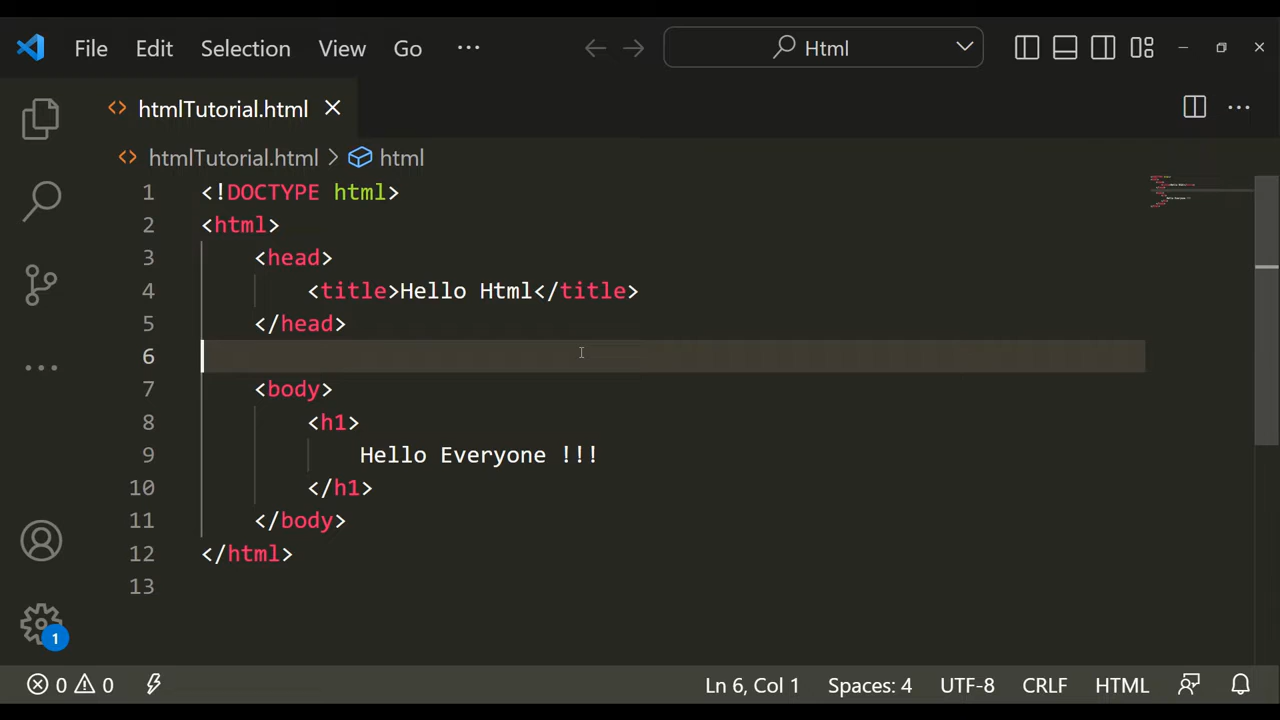 File Edit Selection View Go ··· Html
htmlTutorial.html
htmlTutorial.html > html
1 <!DOCTYPE html>
2 <html>
3     <head>
4         <title>Hello Html</title>
5     </head>
6
7     <body>
8         <h1>
9             Hello Everyone !!!
10         </h1>
11     </body>
12 </html>
13
1
0 0 Ln 6, Col 1 Spaces: 4 UTF-8 CRLF HTML